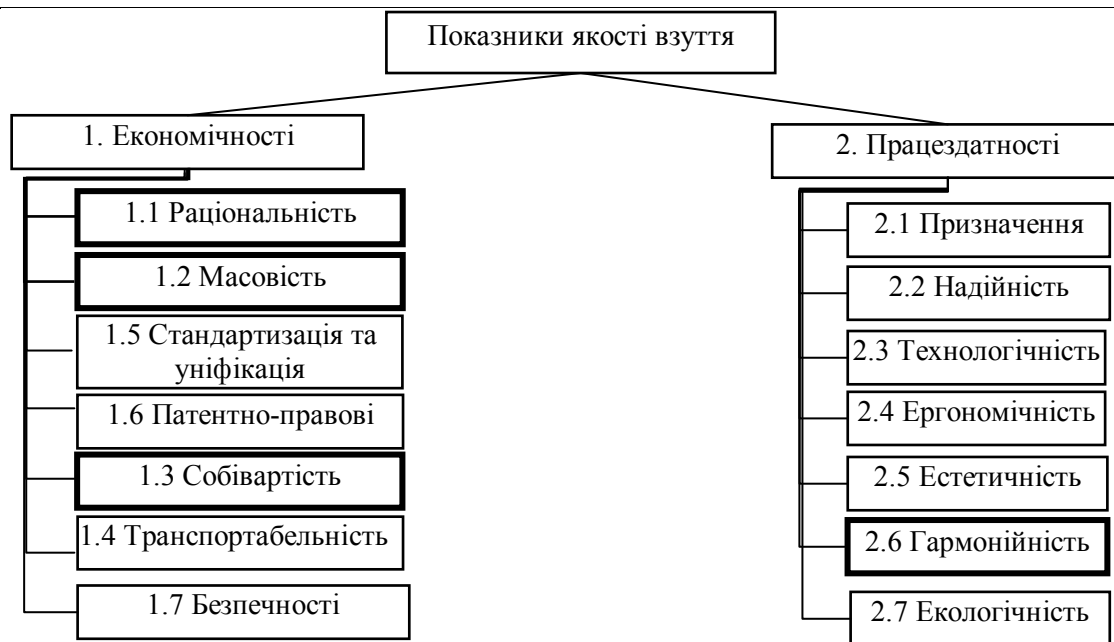 Показники якості взуття
1. Економічності
1.1 Раціональність
1.2 Масовість
1.5 Стандартизація та
уніфікація
1.6 Патентно-правові
1.3 Собівартість
1.4 Транспортабельність
1.7 Безпечності
2. Працездатності
2.1 Призначення
2.2 Надійність
2.3 Технологічність
2.4 Ергономічність
2.5 Естетичність
2.6 Гармонійність
2.7 Екологічність